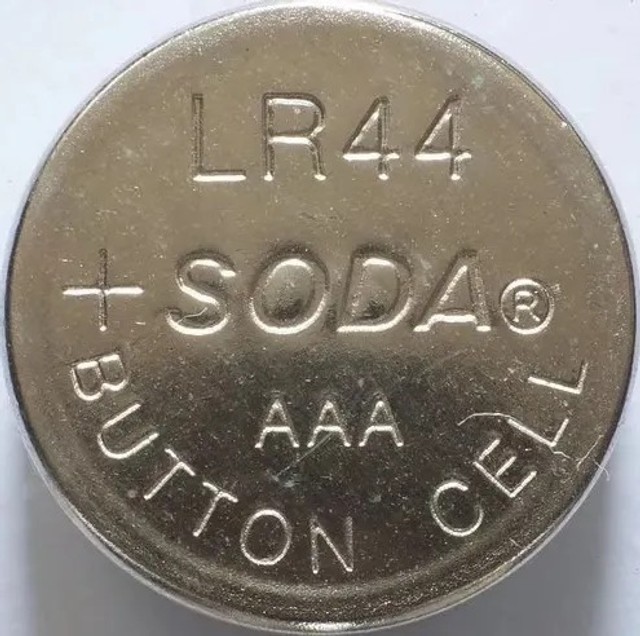 LR44
+ SODA®
AAA
BUTTON CELL